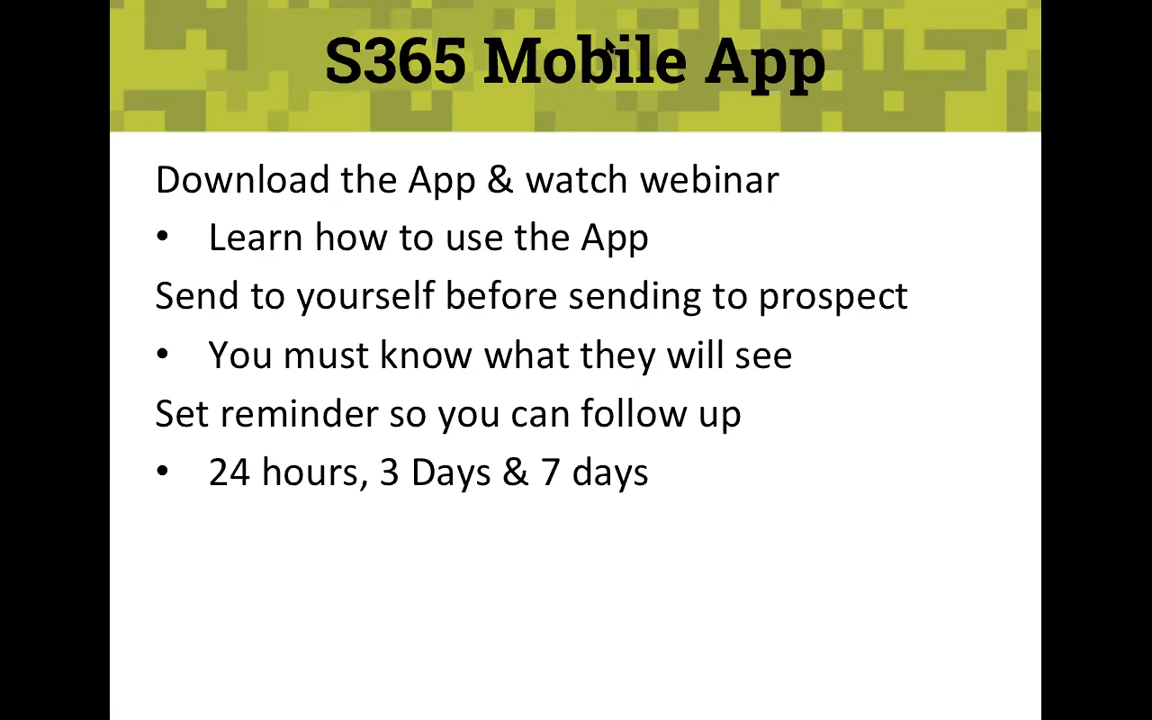 S365 Mobile App
Download the App & watch webinar
• Learn how to use the App
Send to yourself before sending to prospect
• You must know what they will see
Set reminder so you can follow up
• 24 hours, 3 Days & 7 days